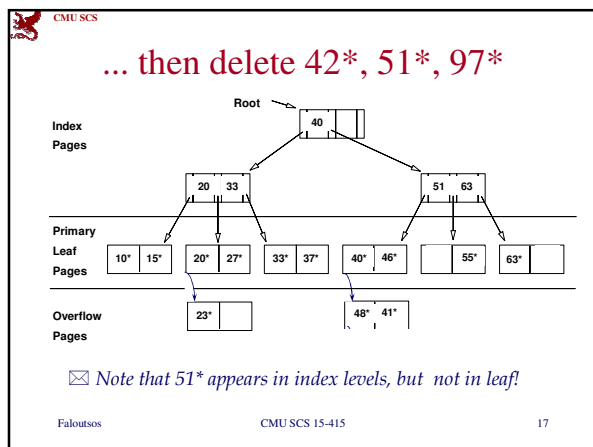 CMU SCS
... then delete 42*, 51*, 97*
Root
Index
Pages
40
20 33
51 63
Primary
Leaf
Pages
10* 15*
20* 27*
33* 37*
40* 46*
55*
63*
Overflow
Pages
23*
48* 41*
Note that 51* appears in index levels, but not in leaf!
Faloutsos
CMU SCS 15-415
17